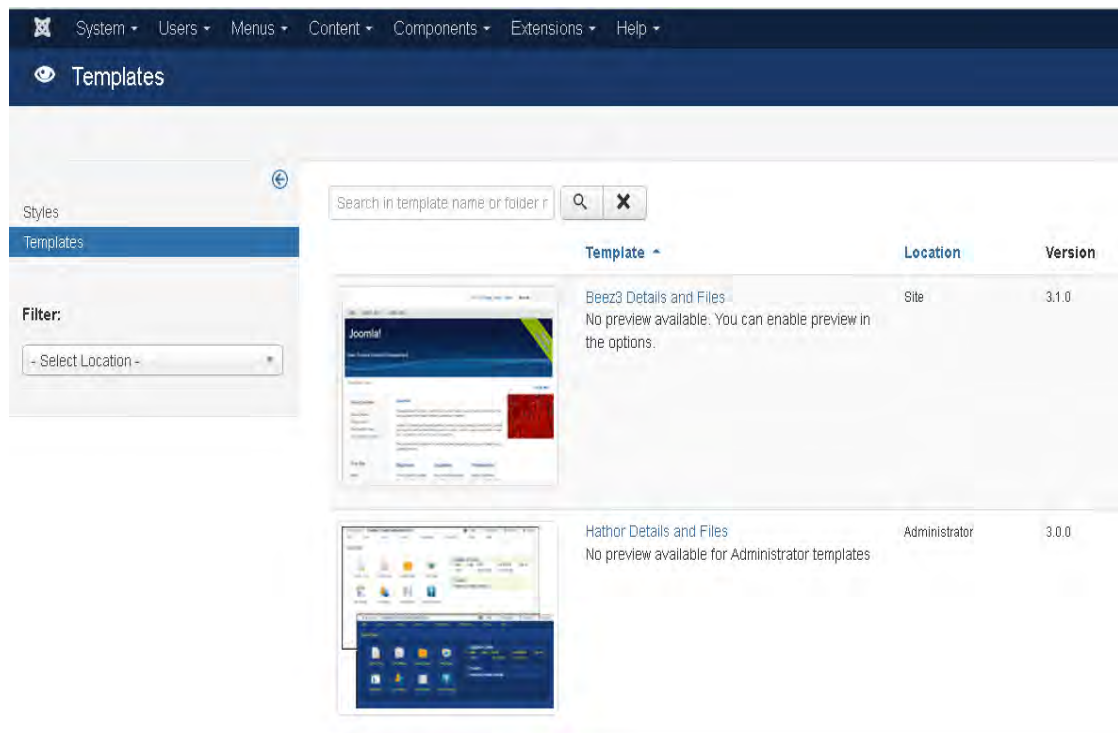 System Users Menus Content Components Extensions Help
Templates
Styles
Templates
Filter:
- Select Location -
Search in template name or folder r
Template Location Version
Joomla!
Beez3 Details and Files Site 3.1.0
No preview available. You can enable preview in
the options.
Hathor Details and Files Administrator 3.0.0
No preview available for Administrator templates